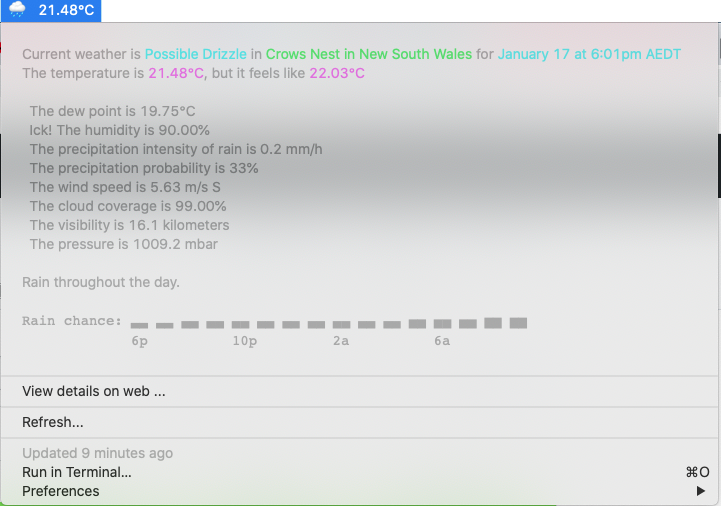 21.48°C
Current weather is Possible Drizzle in Crows Nest in New South Wales for January 17 at 6:01pm AEDT
The temperature is 21.48°C, but it feels like 22.03°C
The dew point is 19.75°C
Ick! The humidity is 90.00%
The precipitation intensity of rain is 0.2 mm/h
The precipitation probability is 33%
The wind speed is 5.63 m/s S
The cloud coverage is 99.00%
The visibility is 16.1 kilometers
The pressure is 1009.2 mbar
Rain throughout the day.
Rain chance: ▂▂▃▃▃▃▃▃▃▃▃▄▄▄▅▅
6p 10p 2a 6a
View details on web ...
Refresh...
Updated 9 minutes ago
Run in Terminal... ⌘O
Preferences ▶